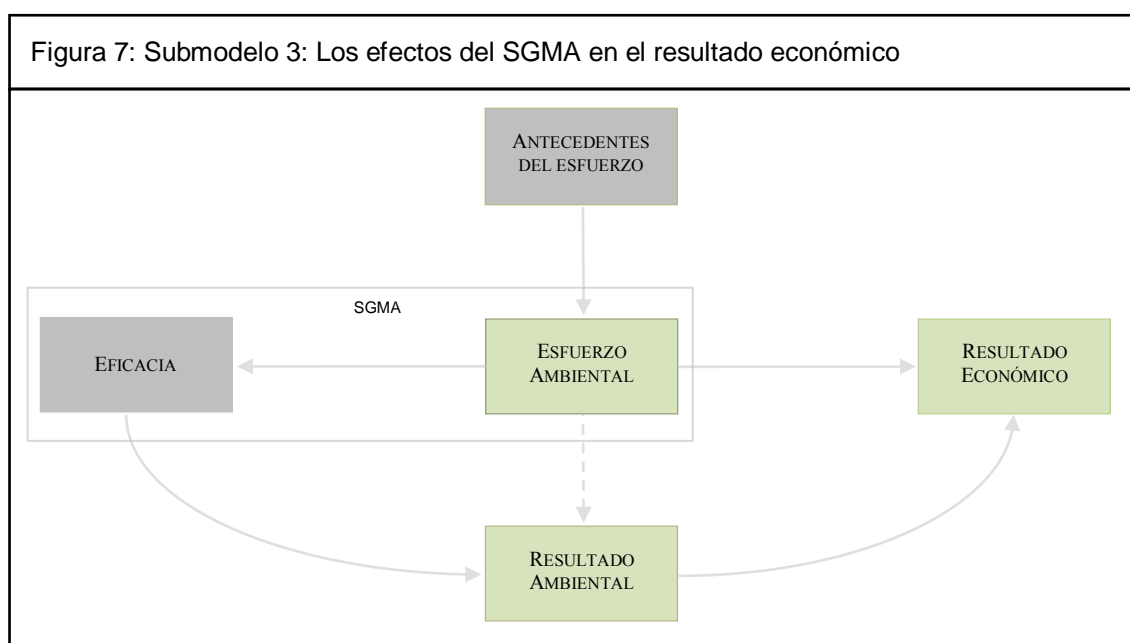 Figura 7: Submodelo 3: Los efectos del SGMA en el resultado económico
ANTECEDENTES
DEL ESFUERZO
SGMA
EFICACIA
ESFUERZO
AMBIENTAL
RESULTADO
ECONÓMICO
RESULTADO
AMBIENTAL